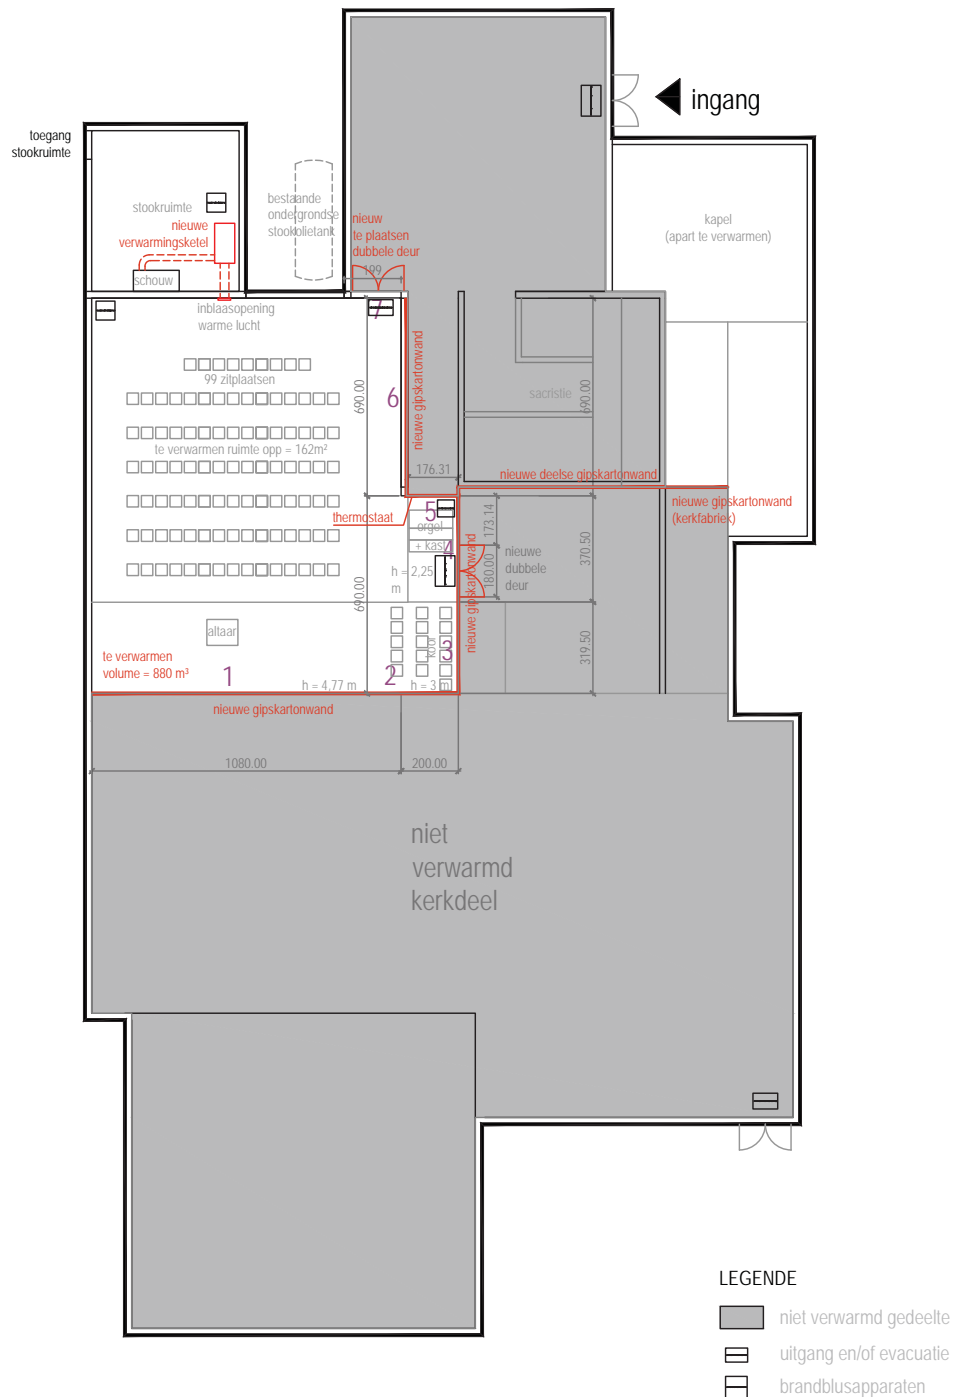 ingang
toegang
stookruimte
kapel
(apart te verwarmen)
stookruimte
nieuwe
verwarmingsketel
schouw
bestaande
ondergrondse
stookolietank
nieuw
te plaatsen
dubbele deur
199
inblaasopening
warme lucht
7
99 zitplaatsen
690.00
6
nieuwe gipskartonwand
sacristie
690.00
te verwarmen ruimte opp = 162m²
176.31
nieuwe deelse gipskartonwand
nieuwe gipskartonwand
(kerkfabriek)
thermostaat
5
orgel
+ kast
4
173.14
370.50
nieuwe
dubbele
deur
180.00
h = 2,25
m
690.00
nieuwe gipskartonwand
altaar
koor
3
319.50
te verwarmen
volume = 880 m³
1
2
h = 4,77 m
h = 3 m
nieuwe gipskartonwand
1080.00
200.00
niet
verwarmd
kerkdeel
LEGENDE
niet verwarmd gedeelte
uitgang en/of evacuatie
brandblusapparaten